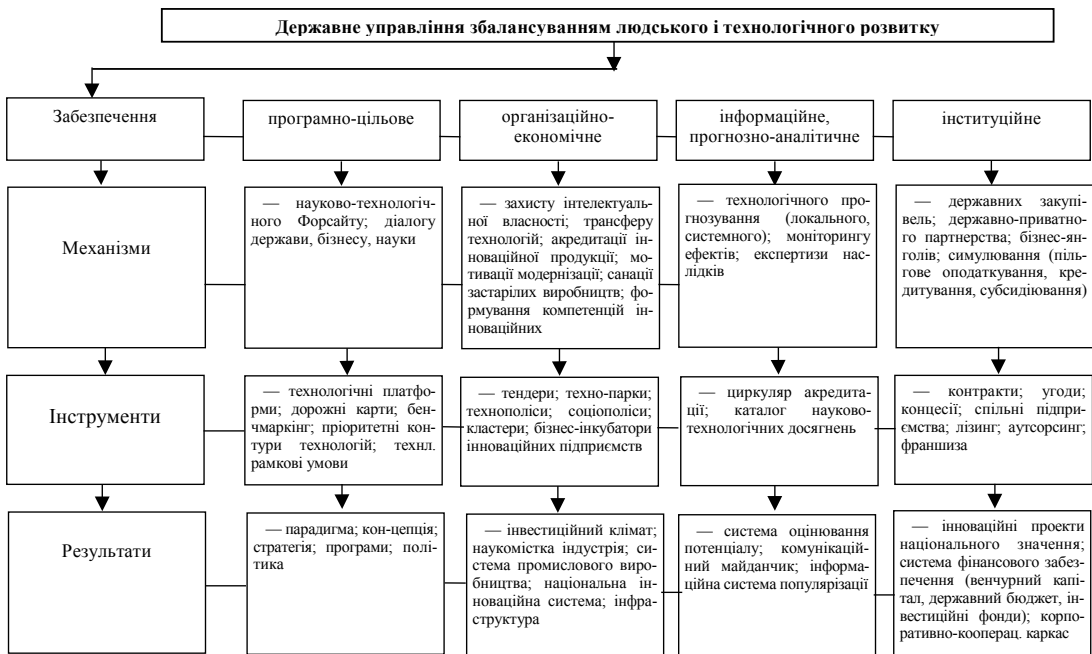 Державне управління збалансуванням людського і технологічного розвитку
Забезпечення
програмно-цільове
організаційно-
економічне
інформаційне,
прогнозно-аналітичне
інституційне
Механізми
— науково-технологіч-
ного Форсайту; діалогу
держави, бізнесу, науки
— захисту інтелектуаль-
ної власності; трансферу
технологій; акредитації ін-
новаційної продукції; мо-
тивації модернізації; санації
застарілих виробництв; фо-
рмування компетенцій ін-
новаційних
— технологічного про-
гнозування (локального,
системного); моніторингу
ефектів; експертизи нас-
лідків
— державних закупі-
вель; державно-приватно-
го партнерства; бізнес-ян-
голів; симулювання (піль-
гове оподаткування, кре-
дитування, субсидіювання)
Інструменти
— технологічні платфо-
рми; дорожні карти; бен-
чмаркінг; пріоритетні кон-
тури технологій; технл.
рамкові умови
— тендери; техно-парки;
технополіси; соціополіси;
кластери; бізнес-інкубатори
інноваційних підприємств
— циркуляр акредита-
ції; каталог науково-
технологічних досягнень
— контракти; угоди;
концесії; спільні підпри-
ємства; лізинг; аутсорсинг;
франшиза
Результати
— парадигма; кон-цепція;
стратегія; програми; полі-
тика
— інвестиційний клімат;
наукомістка індустрія; си-
стема промислового виро-
бництва; національна ін-
новаційна система; інфра-
структура
— система оцінювання
потенціалу; комунікацій-
ний майданчик; інформа-
ційна система популяризації
— інноваційні проекти
національного значення;
система фінансового забез-
печення (венчурний капі-
тал, державний бюджет, ін-
вестиційні фонди); корпо-
ративно-кооперац. каркас